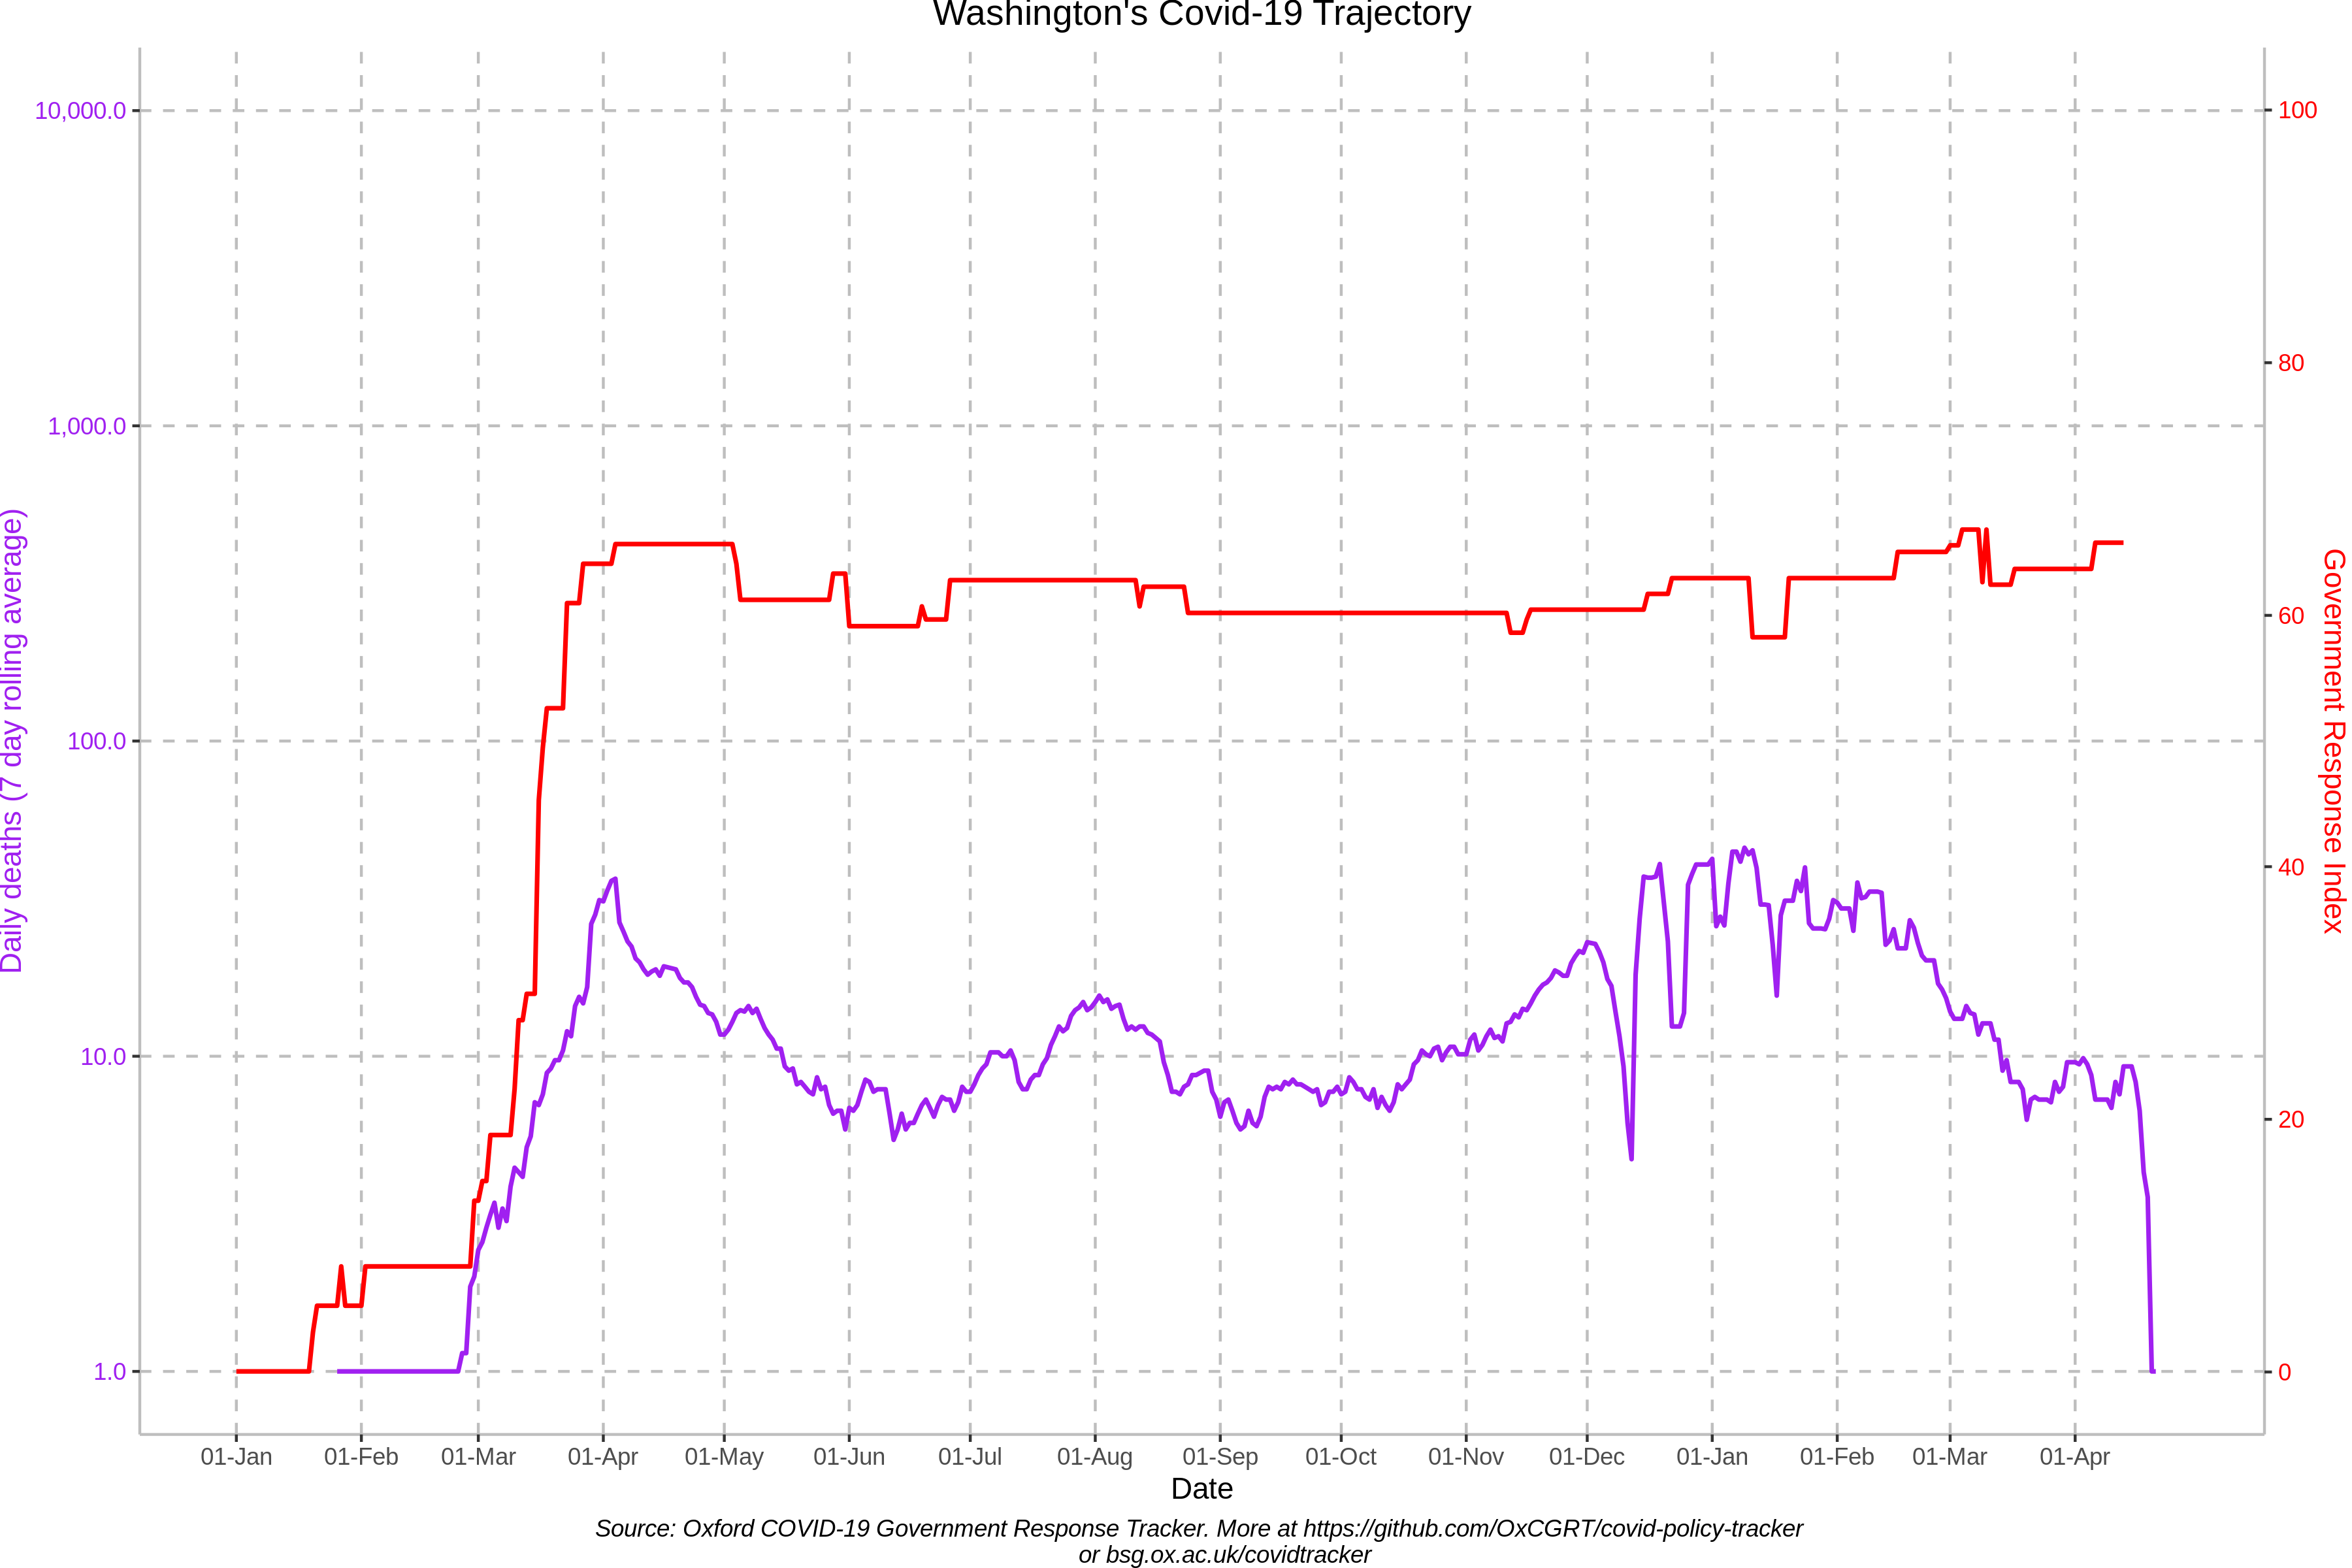 Washington's Covid-19 Trajectory
Daily deaths (7 day rolling average)
10,000.0
1,000.0
100.0
10.0
1.0
100
80
60
40
20
0
Government Response Index
01-Jan 01-Feb 01-Mar 01-Apr 01-May 01-Jun 01-Jul 01-Aug 01-Sep 01-Oct 01-Nov 01-Dec 01-Jan 01-Feb 01-Mar 01-Apr
Date
Source: Oxford COVID-19 Government Response Tracker. More at https://github.com/OxCGRT/covid-policy-tracker
or bsg.ox.ac.uk/covidtracker